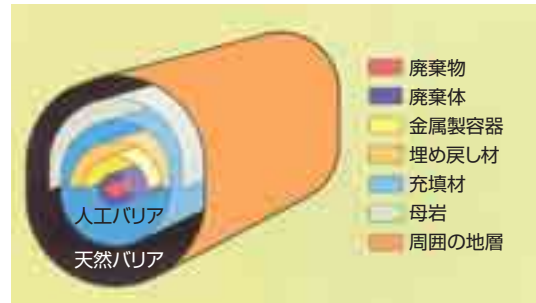 人工バリア
天然バリア
廃棄物
廃棄体
金属製容器
埋め戻し材
充填材
母岩
周囲の地層